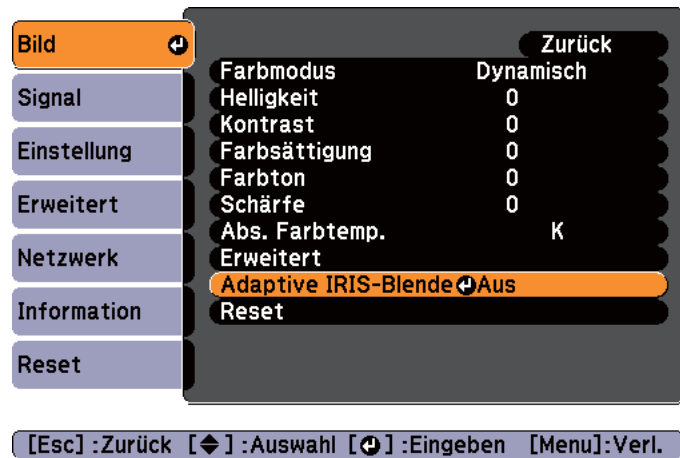 Bild
Signal
Einstellung
Erweitert
Netzwerk
Information
Reset
Zurück
Farbmodus Dynamisch
Helligkeit 0
Kontrast 0
Farbsättigung 0
Farbton 0
Schärfe 0
Abs. Farbtemp. K
Erweitert
Adaptive IRIS-Blende Aus
Reset
[Esc] :Zurück [ ] :Auswahl [ ] :Eingeben [Menu]:Verl.